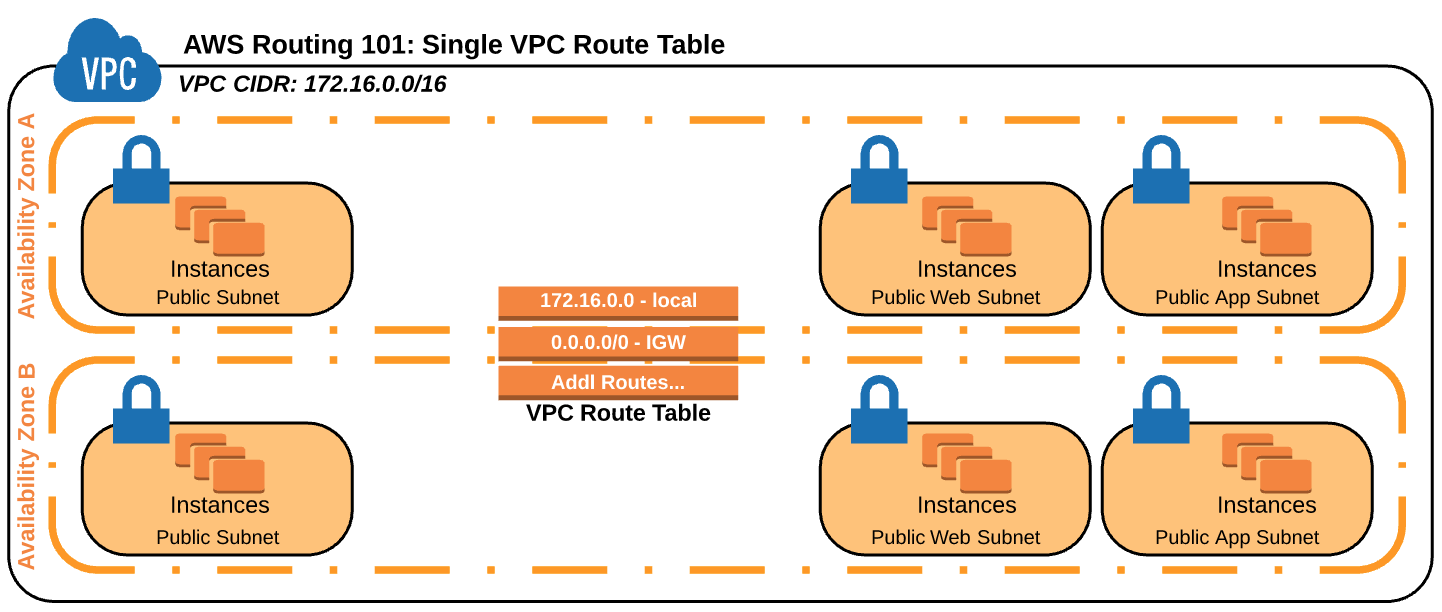 VPC
AWS Routing 101: Single VPC Route Table
VPC CIDR: 172.16.0.0/16
Availability Zone A
Instances
Public Subnet
Instances
Public Web Subnet
Instances
Public App Subnet
172.16.0.0 - local
0.0.0.0/0 - IGW
Addl Routes...
VPC Route Table
Availability Zone B
Instances
Public Subnet
Instances
Public Web Subnet
Instances
Public App Subnet